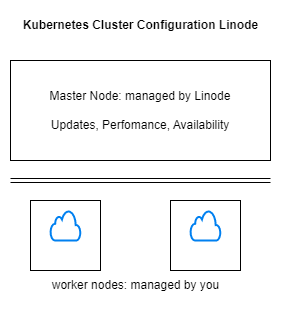 Kubernetes Cluster Configuration Linode
Master Node: managed by Linode
Updates, Perfomance, Availability
worker nodes: managed by you